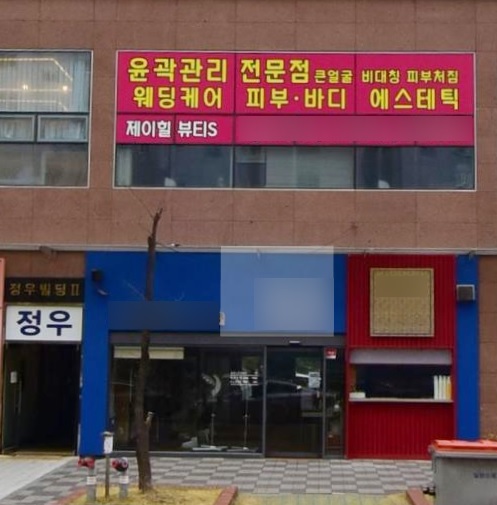 윤곽관리 전문점 큰얼굴 비대칭 피부처짐
웨딩케어 피부·바디 에스테틱
제이힐 뷰티S
정우빌딩 II
정우